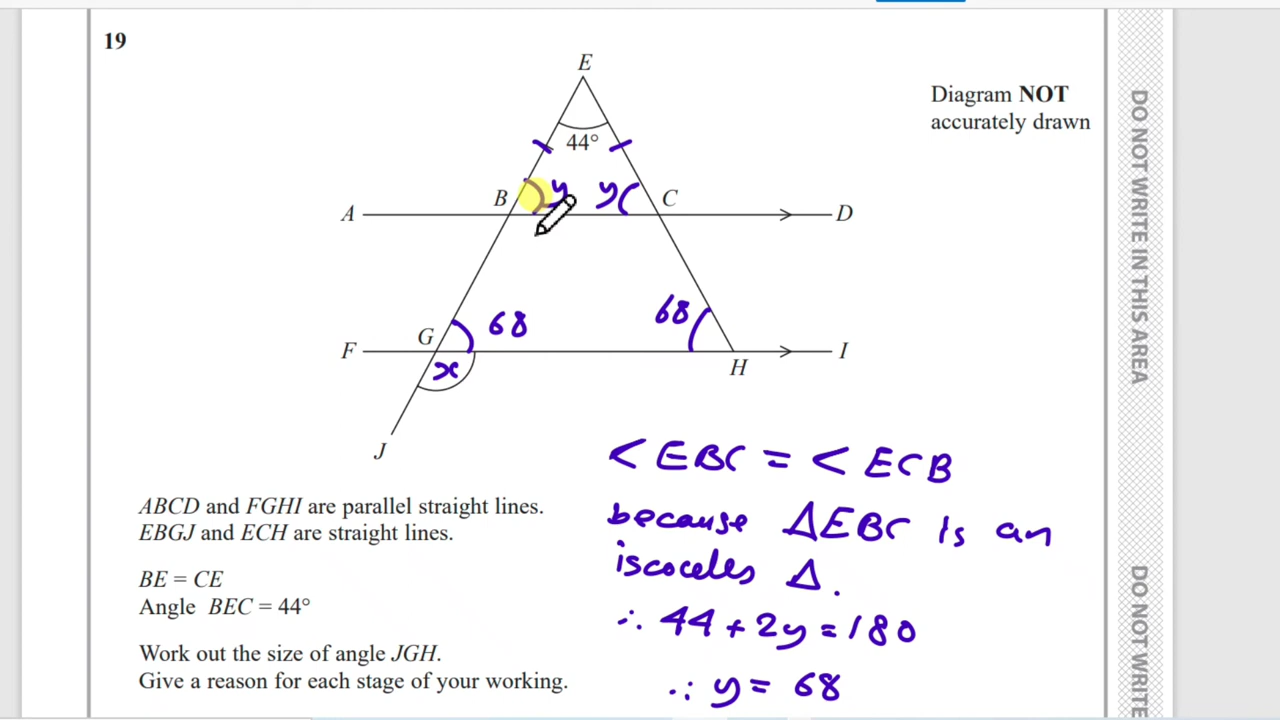 19
E
Diagram NOT
accurately drawn
44°
B
y
y
C
A
D
G
68
68
F
I
x
H
J
< EBC = < ECB
because ΔEBC is an
iscoceles Δ.
∴ 44 + 2y = 180
∴ y = 68
ABCD and FGHI are parallel straight lines.
EBGJ and ECH are straight lines.
BE = CE
Angle BEC = 44°
Work out the size of angle JGH.
Give a reason for each stage of your working.
DO NOT WRITE IN THIS AREA
DO NOT WRITE